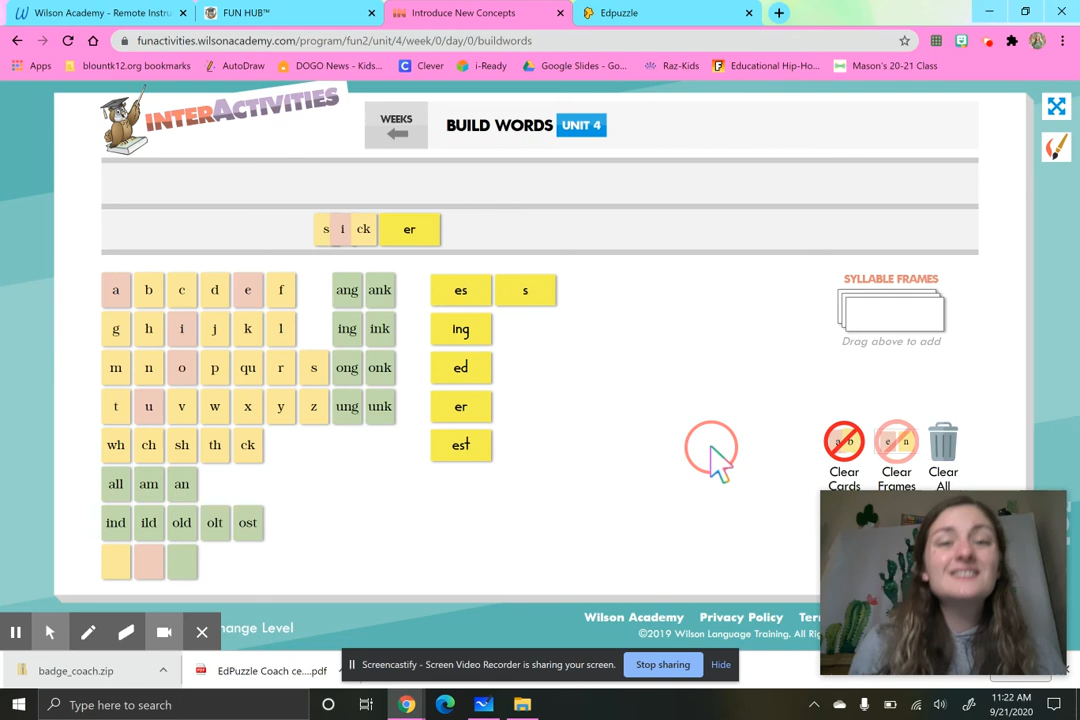 Wilson Academy - Remote Instru
FUN HUB™
Introduce New Concepts
Edpuzzle
funactivities.wilsonacademy.com/program/fun2/unit/4/week/0/day/0/buildwords
Apps
blountk12.org bookmarks
AutoDraw
DOGO News - Kids...
Clever
i-Ready
Google Slides - Go...
Raz-Kids
Educational Hip-Ho...
Mason's 20-21 Class
INTERACTIVITIES
WEEKS
BUILD WORDS UNIT 4
s i ck er
a b c d e f ang ank es s
g h i j k l ing ink ing
m n o p qu r s ong onk ed
t u v w x y z ung unk er
wh ch sh th ck est
all am an
ind ild old olt ost
SYLLABLE FRAMES
Drag above to add
a b
e n
Clear Cards
Clear Frames
Clear All
hange Level
Wilson Academy Privacy Policy Ter
©2019 Wilson Language Training. All Rig
badge_coach.zip
EdPuzzle Coach ce....pdf
Screencastify - Screen Video Recorder is sharing your screen.
Stop sharing
Hide
Type here to search
11:22 AM
9/21/2020